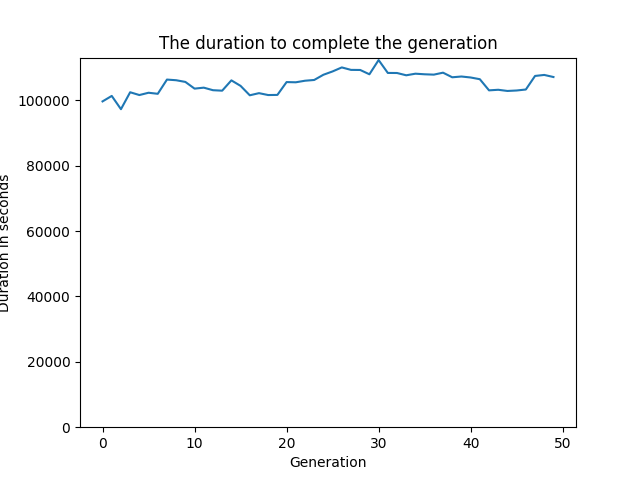 The duration to complete the generation
100000
80000
60000
40000
20000
0
Duration in seconds
0 10 20 30 40 50
Generation